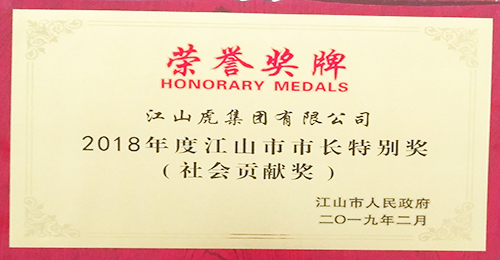 荣誉奖牌
HONORARY MEDALS
江山虎集团有限公司
2018年度江山市市长特别奖
(社会贡献奖)
江山市人民政府
二〇一九年二月